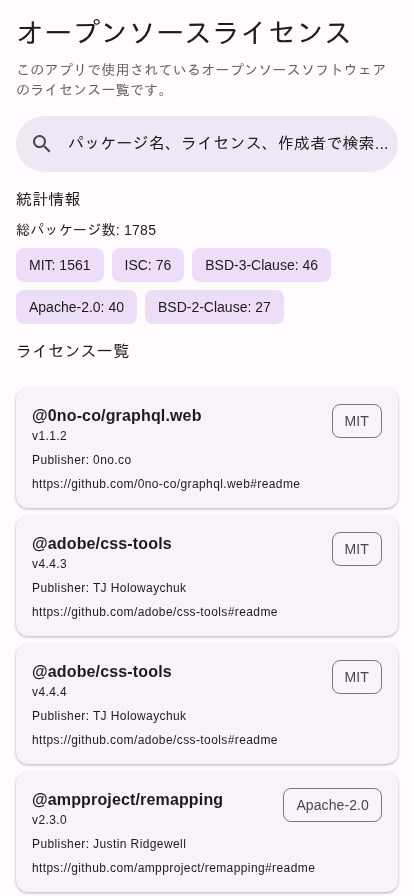 オープンソースライセンス
このアプリで使用されているオープンソースソフトウェア
のライセンス一覧です。
パッケージ名、ライセンス、作成者で検索...
統計情報
総パッケージ数: 1785
MIT: 1561 ISC: 76 BSD-3-Clause: 46
Apache-2.0: 40 BSD-2-Clause: 27
ライセンス一覧
@0no-co/graphql.web MIT
v1.1.2
Publisher: 0no.co
https://github.com/0no-co/graphql.web#readme
@adobe/css-tools MIT
v4.4.3
Publisher: TJ Holowaychuk
https://github.com/adobe/css-tools#readme
@adobe/css-tools MIT
v4.4.4
Publisher: TJ Holowaychuk
https://github.com/adobe/css-tools#readme
@ampproject/remapping Apache-2.0
v2.3.0
Publisher: Justin Ridgewell
https://github.com/ampproject/remapping#readme